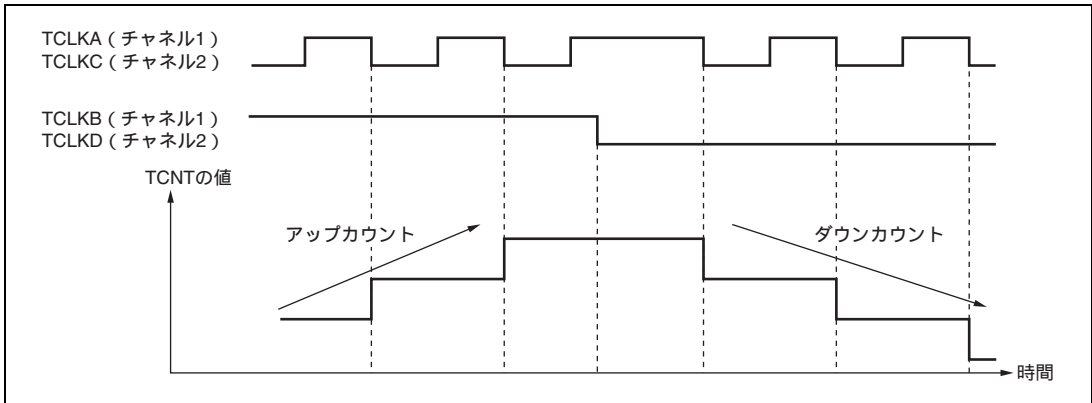 TCLKA（チャネル1）
TCLKC（チャネル2）
TCLKB（チャネル1）
TCLKD（チャネル2）
TCNTの値
アップカウント
ダウンカウント
時間